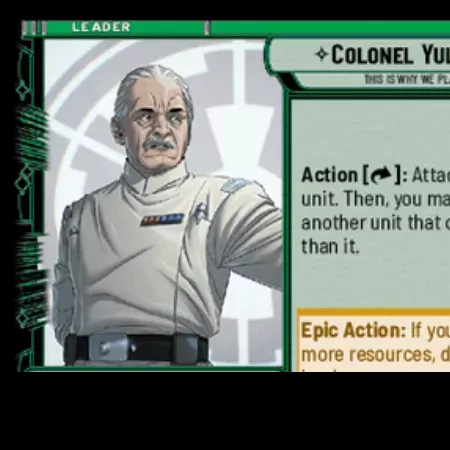 LEADER
COLONEL YUL
THIS IS WHY WE PL
Action [ ]: Attac
unit. Then, you ma
another unit that c
than it.
Epic Action: If you
more resources, d